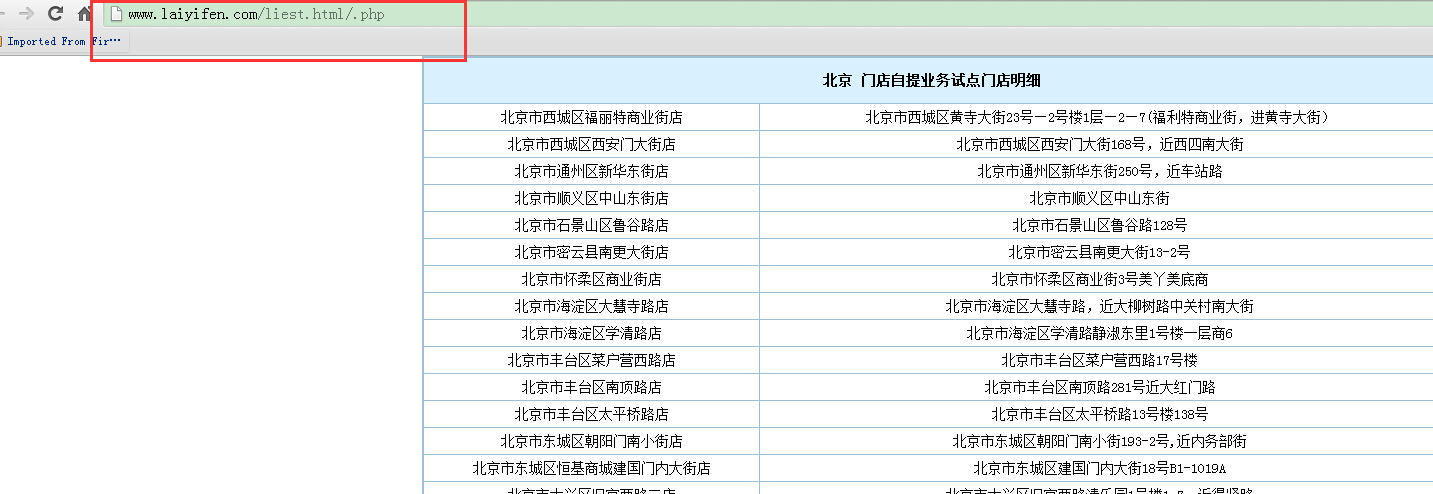 www.laiyifen.com/liest.html/.php
Imported From Fir…
北京 门店自提业务试点门店明细
北京市西城区福丽特商业街店 北京市西城区黄寺大街23号一2号楼1层一2一7(福利特商业街，进黄寺大街）
北京市西城区西安门大街店 北京市西城区西安门大街168号，近西四南大街
北京市通州区新华东街店 北京市通州区新华东街250号，近车站路
北京市顺义区中山东街店 北京市顺义区中山东街
北京市石景山区鲁谷路店 北京市石景山区鲁谷路128号
北京市密云县南更大街店 北京市密云县南更大街13-2号
北京市怀柔区商业街店 北京市怀柔区商业街3号美丫美底商
北京市海淀区大慧寺路店 北京市海淀区大慧寺路，近大柳树路中关村南大街
北京市海淀区学清路店 北京市海淀区学清路静淑东里1号楼一层商6
北京市丰台区菜户营西路店 北京市丰台区菜户营西路17号楼
北京市丰台区南顶路店 北京市丰台区南顶路281号近大红门路
北京市丰台区太平桥路店 北京市丰台区太平桥路13号楼138号
北京市东城区朝阳门南小街店 北京市东城区朝阳门南小街193-2号,近内务部街
北京市东城区恒基商城建国门内大街店 北京市东城区建国门内大街18号B1-1019A